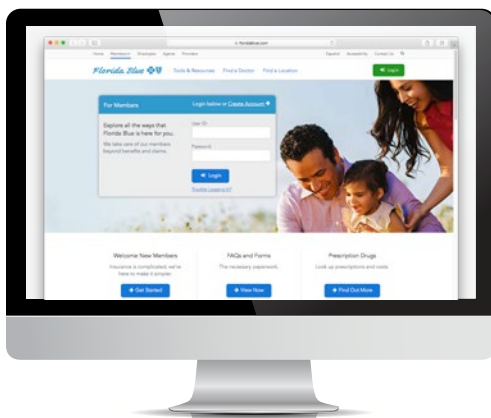 floridablue.com
Home Members Employers Agents Providers
Español Accessibility Contact Us
Florida Blue
Tools & Resources Find a Doctor Find a Location
Login
For Members
Login below or Create Account
Explore all the ways that
Florida Blue is here for you.
We take care of our members
beyond benefits and claims.
User ID:
Password:
Login
Trouble Logging In?
Welcome New Members
Insurance is complicated, we're
here to make it simpler.
Get Started
FAQs and Forms
The necessary paperwork.
View Now
Prescription Drugs
Look up prescriptions and costs.
Find Out More